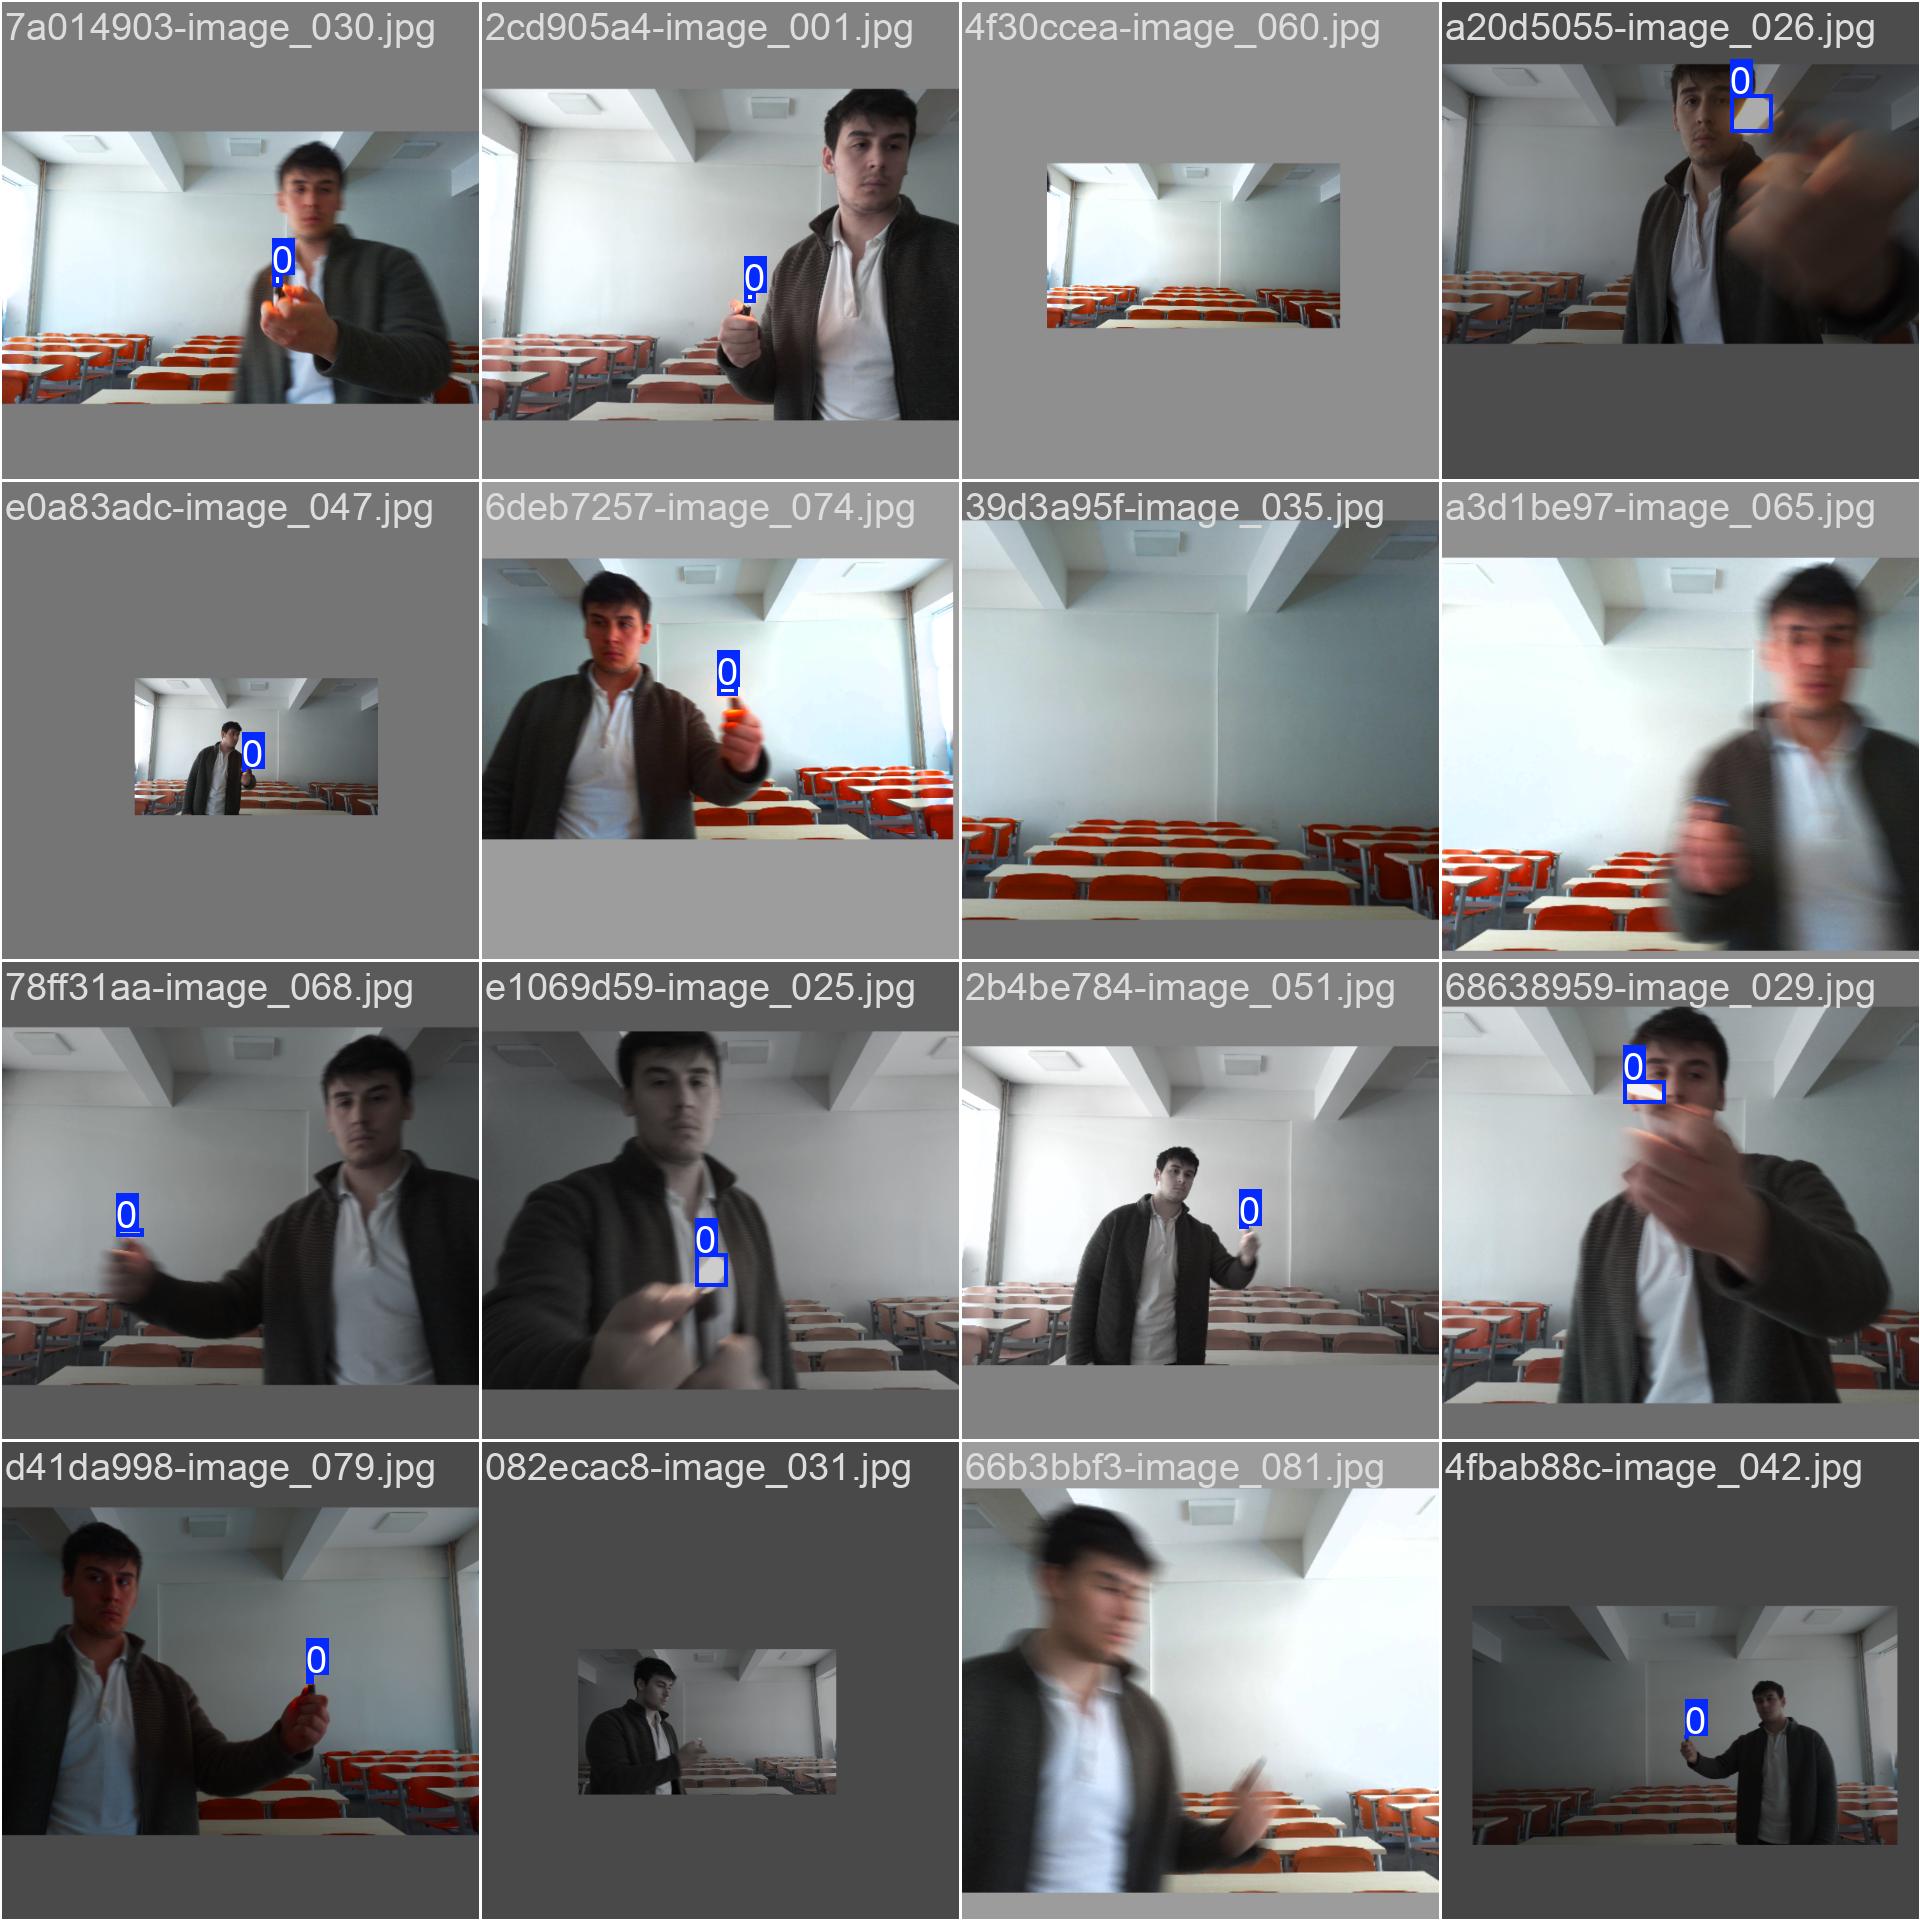 7a014903-image_030.jpg
2cd905a4-image_001.jpg
4f30ccea-image_060.jpg
a20d5055-image_026.jpg
0
0
0
e0a83adc-image_047.jpg
6deb7257-image_074.jpg
39d3a95f-image_035.jpg
a3d1be97-image_065.jpg
0
0
78ff31aa-image_068.jpg
e1069d59-image_025.jpg
2b4be784-image_051.jpg
68638959-image_029.jpg
0
0
0
0
d41da998-image_079.jpg
082ecac8-image_031.jpg
66b3bbf3-image_081.jpg
4fbab88c-image_042.jpg
0
0